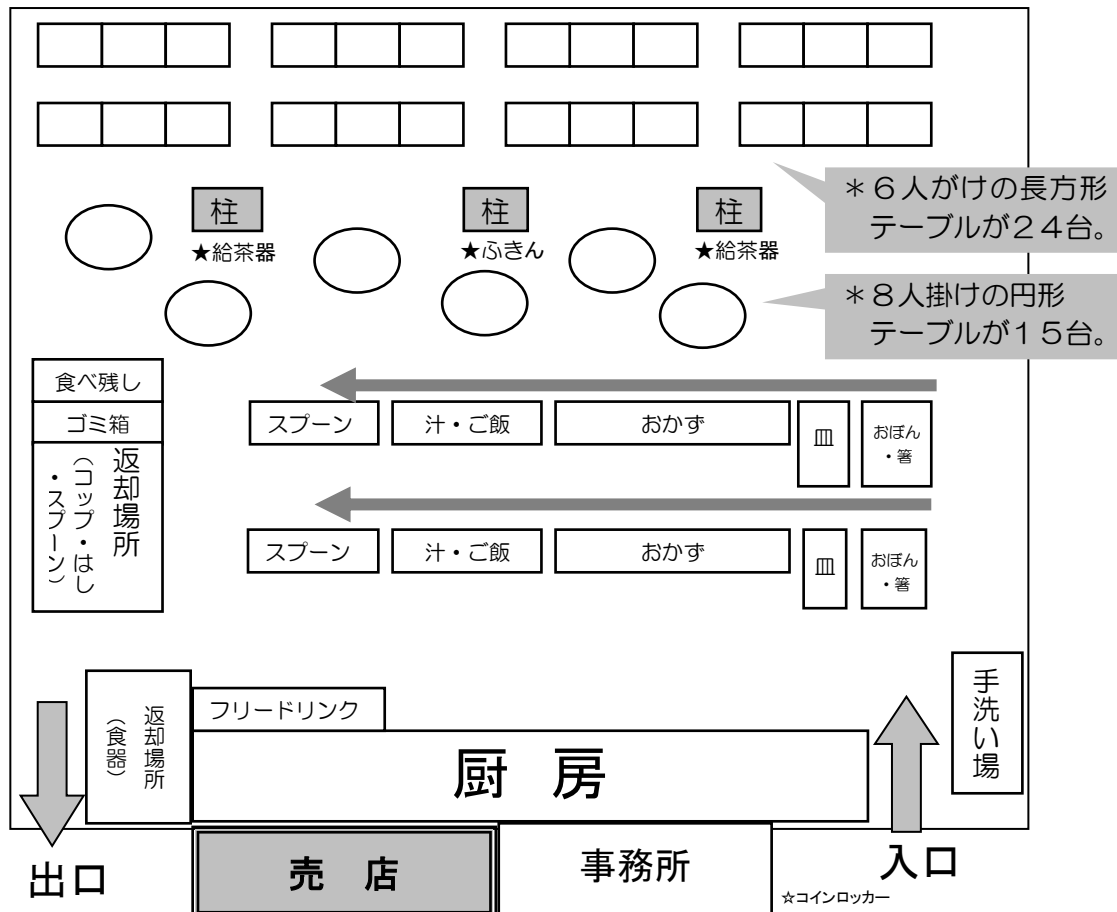 柱
柱
柱
★給茶器
★ふきん
★給茶器
*6人がけの長方形
テーブルが24台。
*8人掛けの円形
テーブルが15台。
食べ残し
ゴミ箱
返却場所
(コップ・はし
・スプーン)
スプーン
汁・ご飯
おかず
皿
おぼん
・箸
スプーン
汁・ご飯
おかず
皿
おぼん
・箸
返却場所
(食器)
フリードリンク
厨 房
手洗い場
出口
売 店
事務所
☆コインロッカー
入口